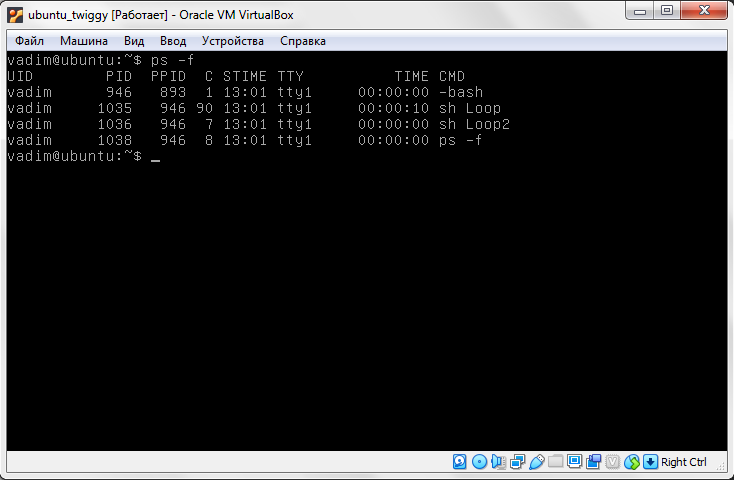 ubuntu_twiggy [Работает] - Oracle VM VirtualBox
Файл Машина Вид Ввод Устройства Справка
vadim@ubuntu:~$ ps -f
UID        PID  PPID  C STIME TTY          TIME CMD
vadim      946   893  1 13:01 tty1     00:00:00 -bash
vadim     1035   946 90 13:01 tty1     00:00:10 sh Loop
vadim     1036   946  7 13:01 tty1     00:00:00 sh Loop2
vadim     1038   946  8 13:01 tty1     00:00:00 ps -f
vadim@ubuntu:~$ _
Right Ctrl